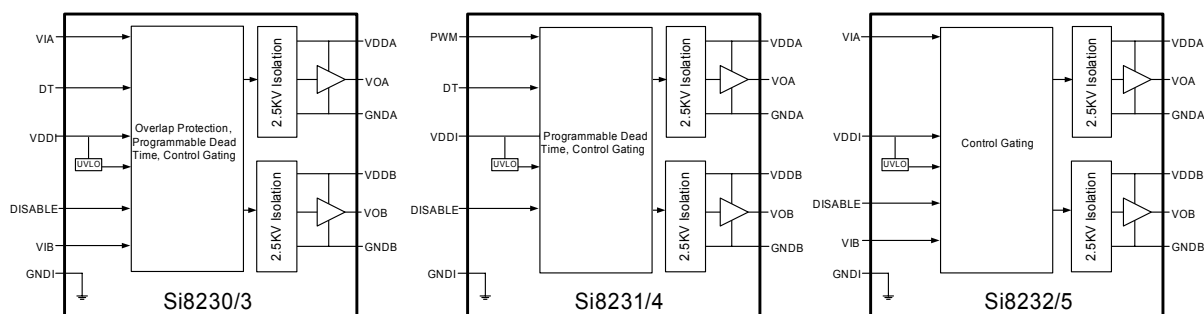 VIA
DT
VDDI
UVLO
DISABLE
VIB
GNDI
Overlap Protection,
Programmable Dead
Time, Control Gating
2.5KV Isolation
2.5KV Isolation
VDDA
VOA
GNDA
VDDB
VOB
GNDB
Si8230/3
PWM
DT
VDDI
UVLO
DISABLE
GNDI
Programmable Dead
Time, Control Gating
2.5KV Isolation
2.5KV Isolation
VDDA
VOA
GNDA
VDDB
VOB
GNDB
Si8231/4
VIA
VDDI
UVLO
DISABLE
VIB
GNDI
Control Gating
2.5KV Isolation
2.5KV Isolation
VDDA
VOA
GNDA
VDDB
VOB
GNDB
Si8232/5